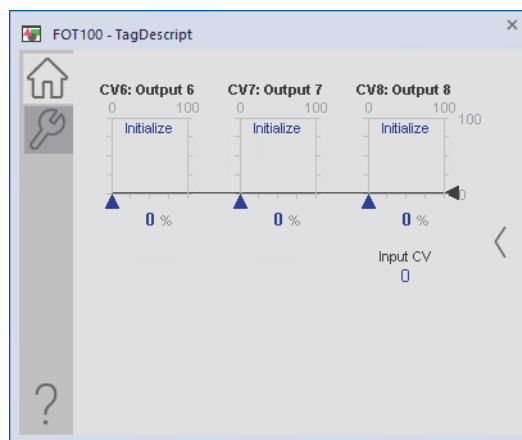 FOT100 - TagDescript
CV6: Output 6 CV7: Output 7 CV8: Output 8
0 100 0 100 0 100
Initialize Initialize Initialize 100
0
0 % 0 % 0 %
Input CV
0
?